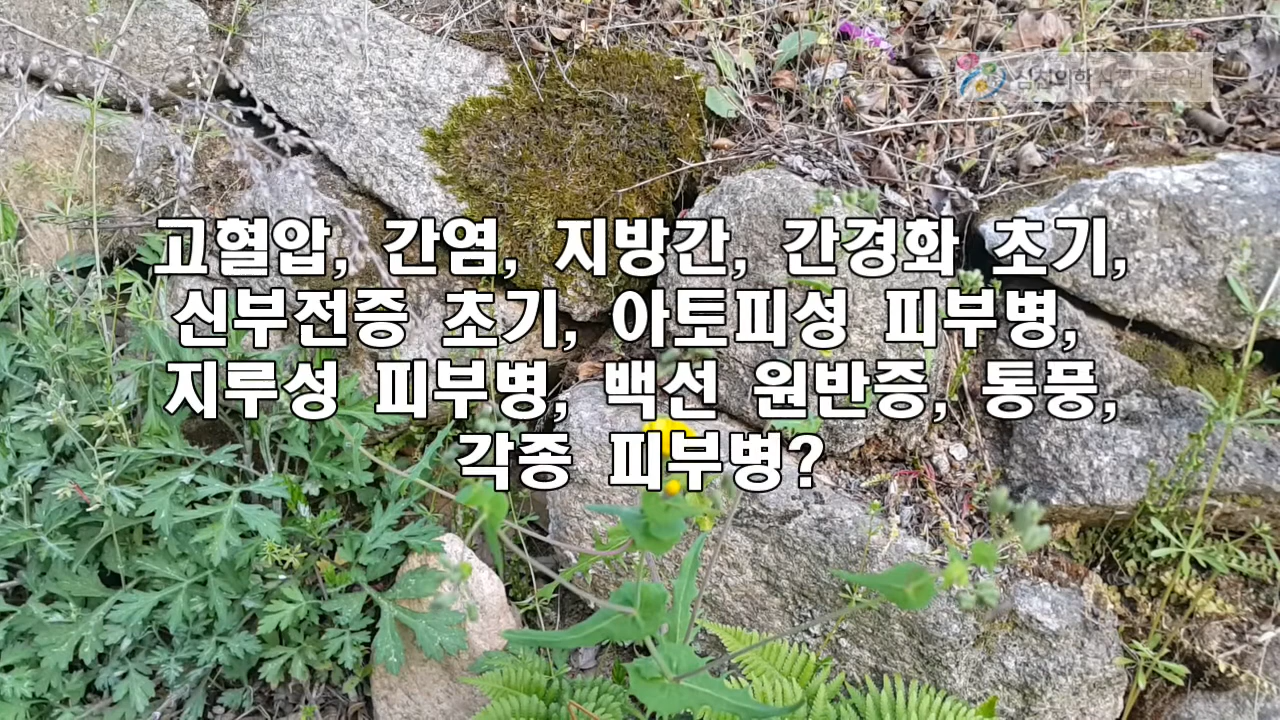 고혈압, 간염, 지방간, 간경화 초기,
신부전증 초기, 아토피성 피부병,
지루성 피부병, 백선 원반증, 통풍,
각종 피부병?